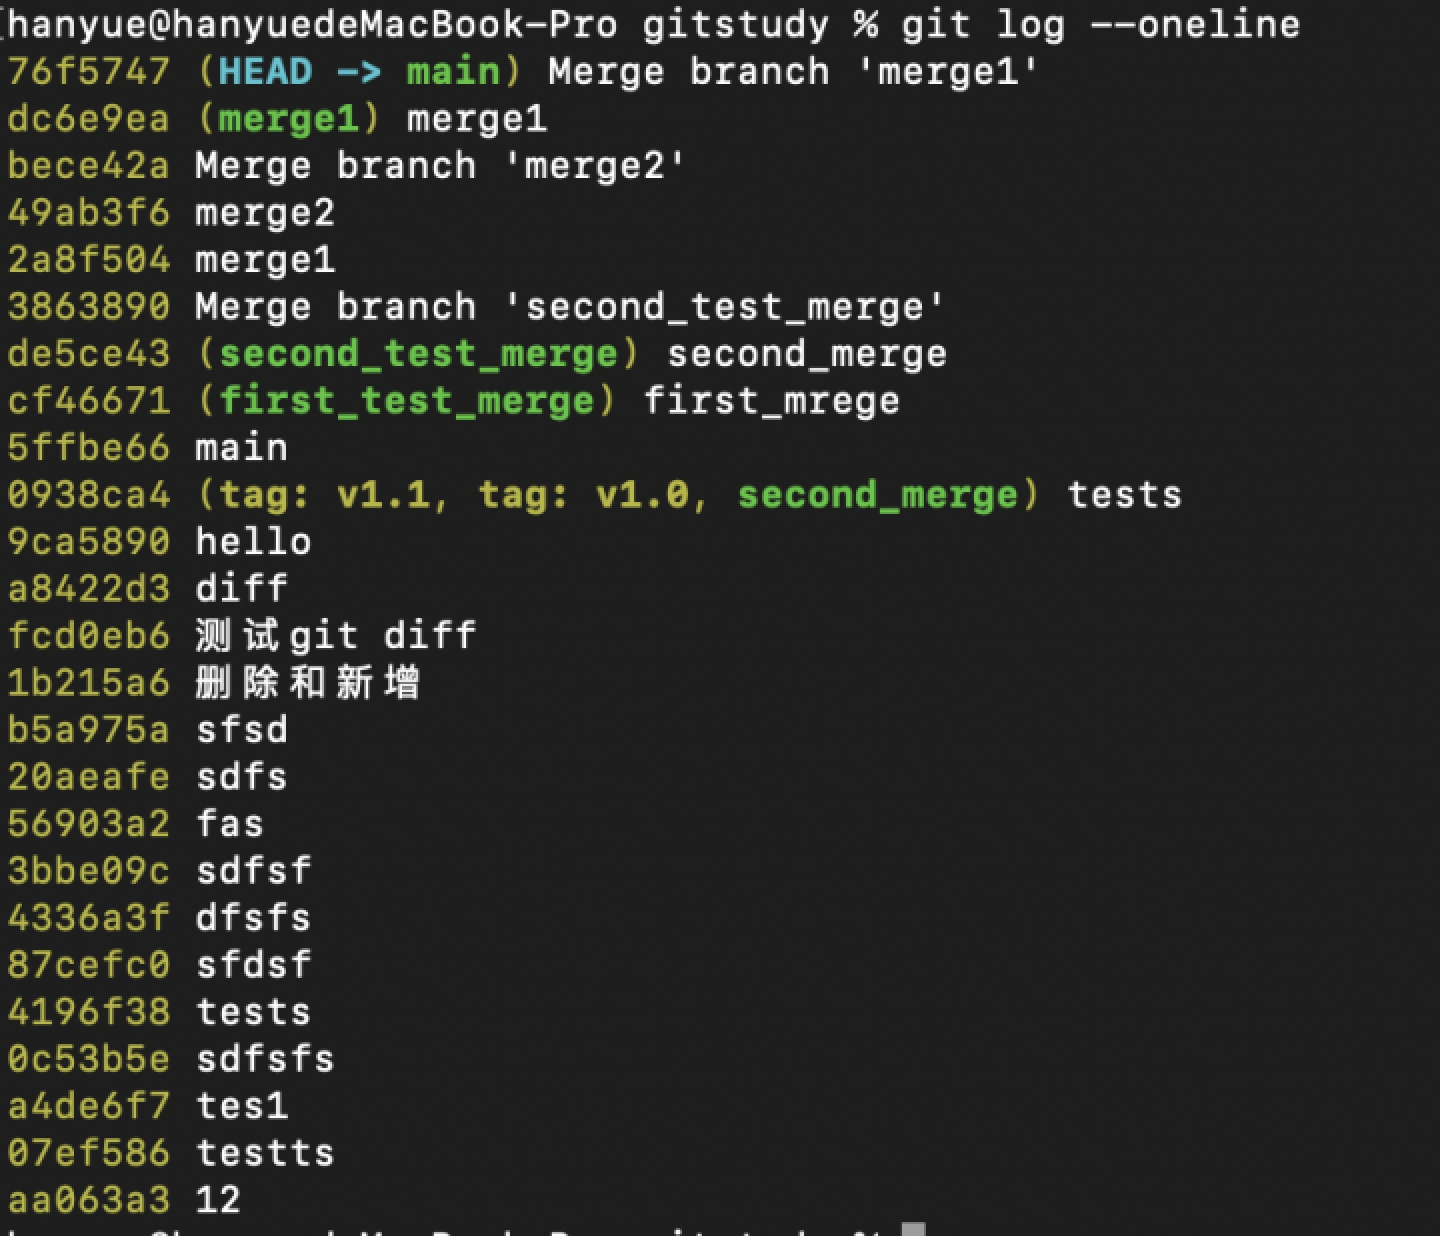 hanyue@hanyuedeMacBook-Pro gitstudy % git log --oneline
76f5747 (HEAD -> main) Merge branch 'merge1'
dc6e9ea (merge1) merge1
bece42a Merge branch 'merge2'
49ab3f6 merge2
2a8f504 merge1
3863890 Merge branch 'second_test_merge'
de5ce43 (second_test_merge) second_merge
cf46671 (first_test_merge) first_mrege
5ffbe66 main
0938ca4 (tag: v1.1, tag: v1.0, second_merge) tests
9ca5890 hello
a8422d3 diff
fcd0eb6 测试git diff
1b215a6 删除和新增
b5a975a sfsd
20aeafe sdfs
56903a2 fas
3bbe09c sdfsf
4336a3f dfsfs
87cefc0 sfdsf
4196f38 tests
0c53b5e sdfsfs
a4de6f7 tes1
07ef586 testts
aa063a3 12